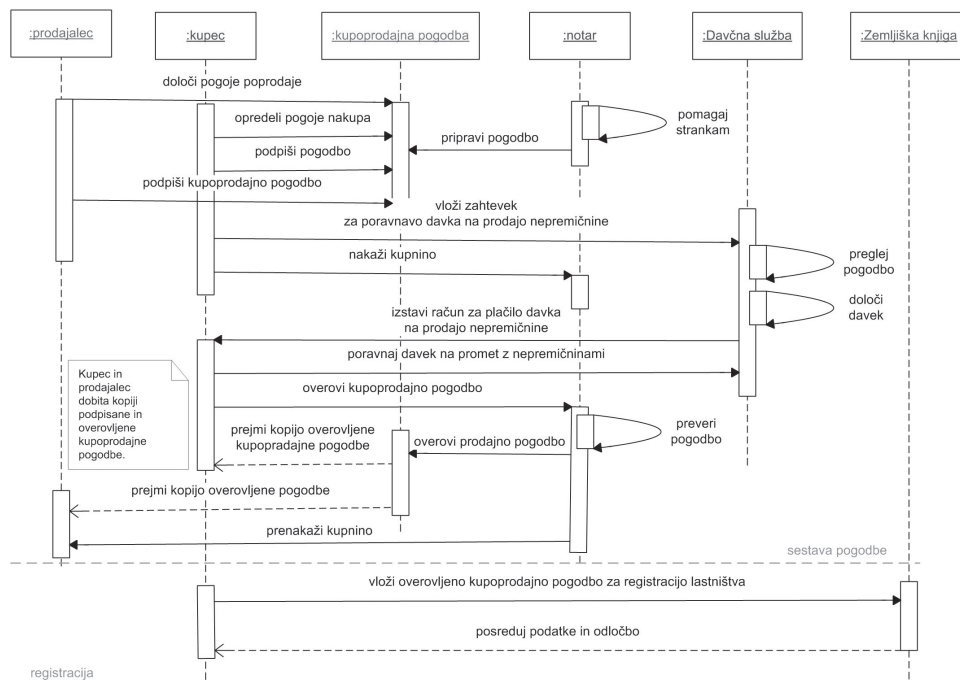 :prodajalec
:kupec
:kupoprodajna pogodba
:notar
:Davčna služba
:Zemljiška knjiga
določi pogoje poprodaje
opredeli pogoje nakupa
pomagaj
strankam
pripravi pogodbo
podpiši pogodbo
podpiši kupoprodajno pogodbo
vloži zahtevek
za poravnavo davka na prodajo nepremičnine
nakaži kupnino
preglej
pogodbo
določi
davek
izstavi račun za plačilo davka
na prodajo nepremičnine
poravnaj davek na promet z nepremičninami
Kupec in
prodajalec
dobita kopiji
podpisane in
overovljene
kupoprodajne
pogodbe.
overovi kupoprodajno pogodbo
preveri
pogodbo
prejmi kopijo overovljene
kupopradajne pogodbe
overovi prodajno pogodbo
prejmi kopijo overovljene pogodbe
prenakaži kupnino
sestava pogodbe
vloži overovljeno kupoprodajno pogodbo za registracijo lastništva
posreduj podatke in odločbo
registracija